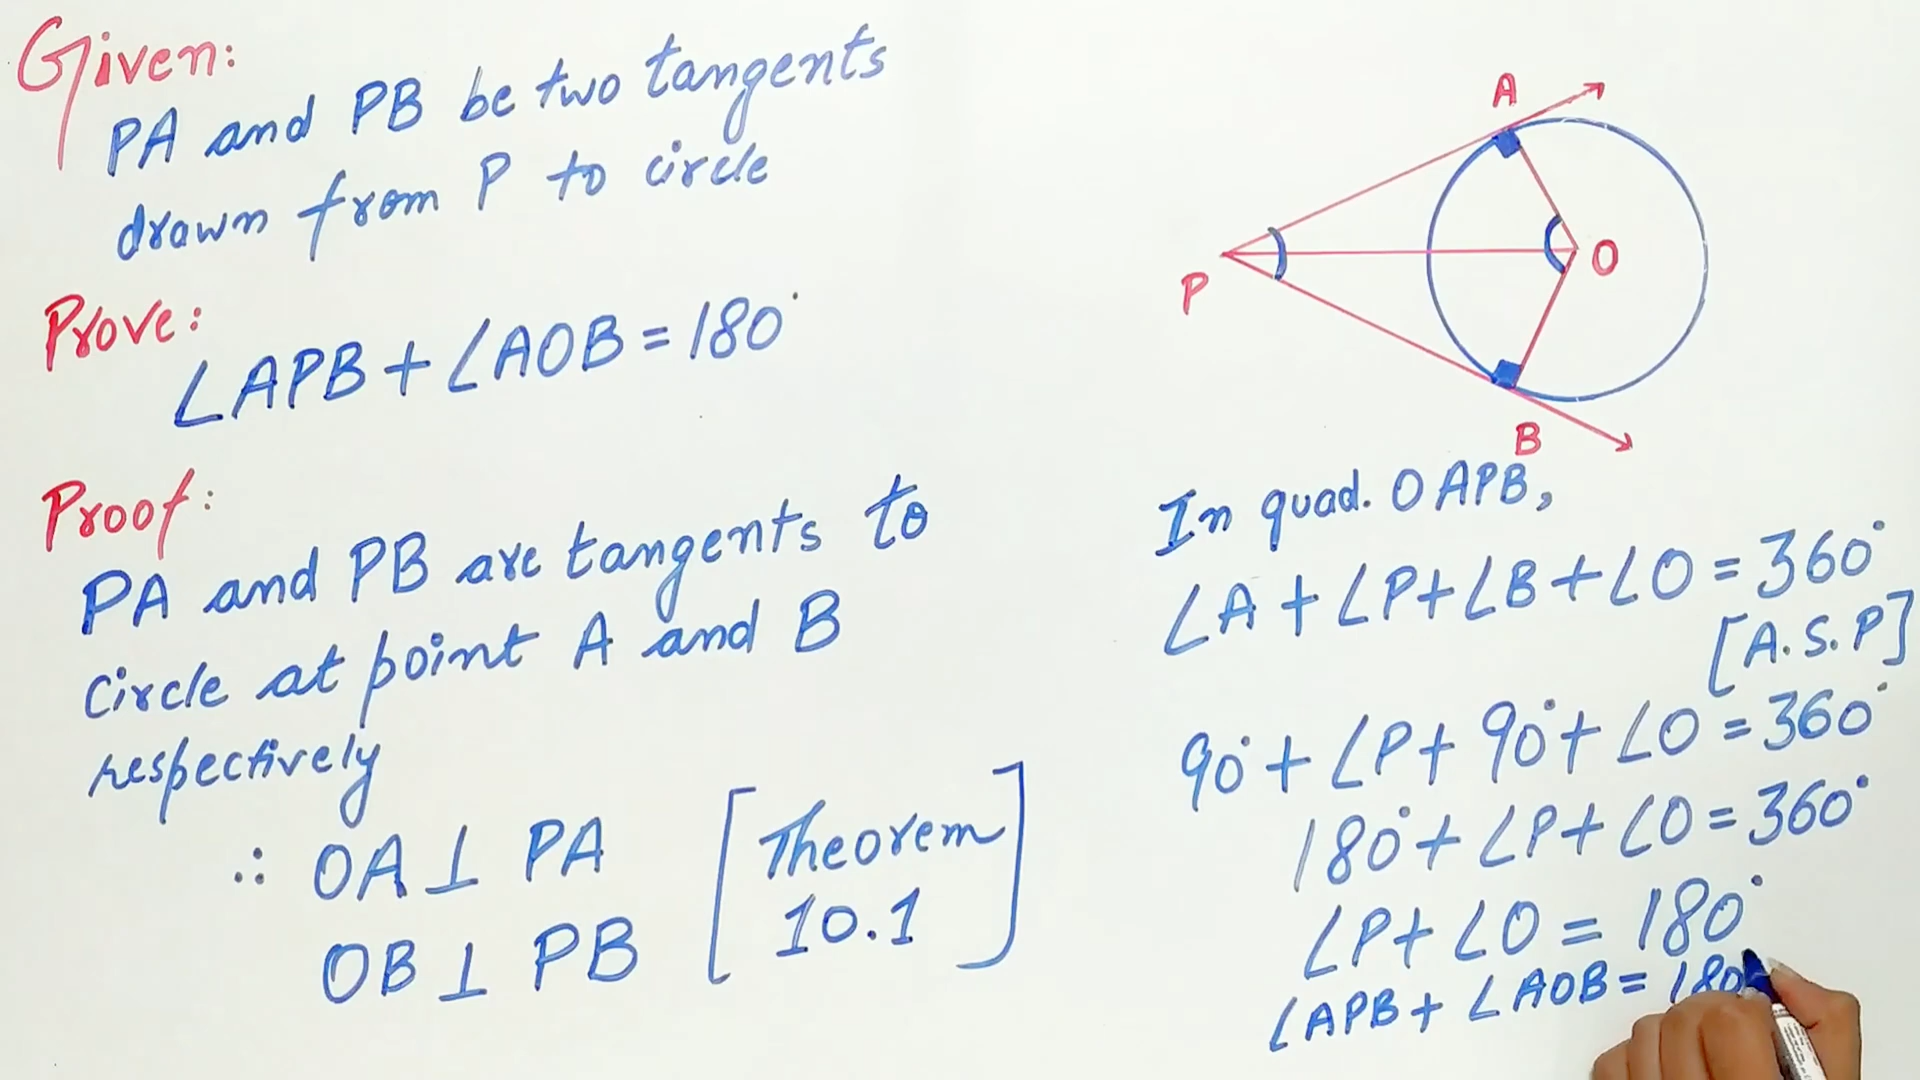 Given:
PA and PB be two tangents
drawn from P to circle
Prove:
∠APB + ∠AOB = 180°
Proof:
PA and PB are tangents to
circle at point A and B
respectively
∴ OA ⊥ PA [Theorem
OB ⊥ PB 10.1]
A
P
O
B
In quad. OAPB,
∠A + ∠P + ∠B + ∠O = 360°
[A.S.P]
90° + ∠P + 90° + ∠O = 360°
180° + ∠P + ∠O = 360°
∠P + ∠O = 180°
∠APB + ∠AOB = 180